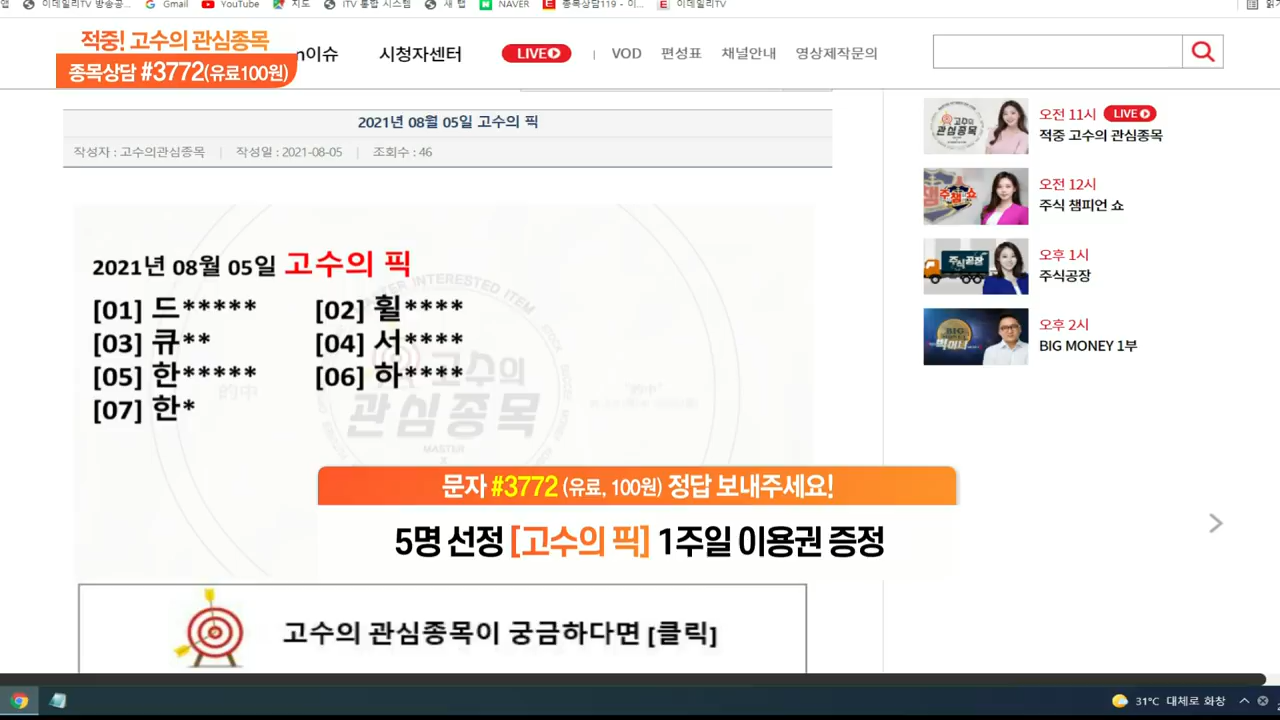 이데일리TV 방송공...
Gmail
YouTube
지도
ITV 통합 시스템
새 탭
NAVER
종목상담119 - 이...
이데일리TV
적중! 고수의 관심종목
종목상담 #3772(유료100원)
n이슈
시청자센터
LIVE
VOD
편성표
채널안내
영상제작문의
2021년 08월 05일 고수의 픽
작성자 : 고수의관심종목 | 작성일 : 2021-08-05 | 조회수 : 46
2021년 08월 05일 고수의 픽
[01] 드***** [02] 휠****
[03] 큐** [04] 서****
[05] 한***** [06] 하****
[07] 한*
MASTER INTERESTED ITEM
고수의
관심종목
MASTER
的中
문자 #3772 (유료, 100원) 정답 보내주세요!
5명 선정 [고수의 픽] 1주일 이용권 증정
고수의 관심종목이 궁금하다면 [클릭]
오전 11시 LIVE
적중 고수의 관심종목
오전 12시
주식 챔피언 쇼
오후 1시
주식공장
오후 2시
BIG MONEY 1부
31°C 대체로 화창